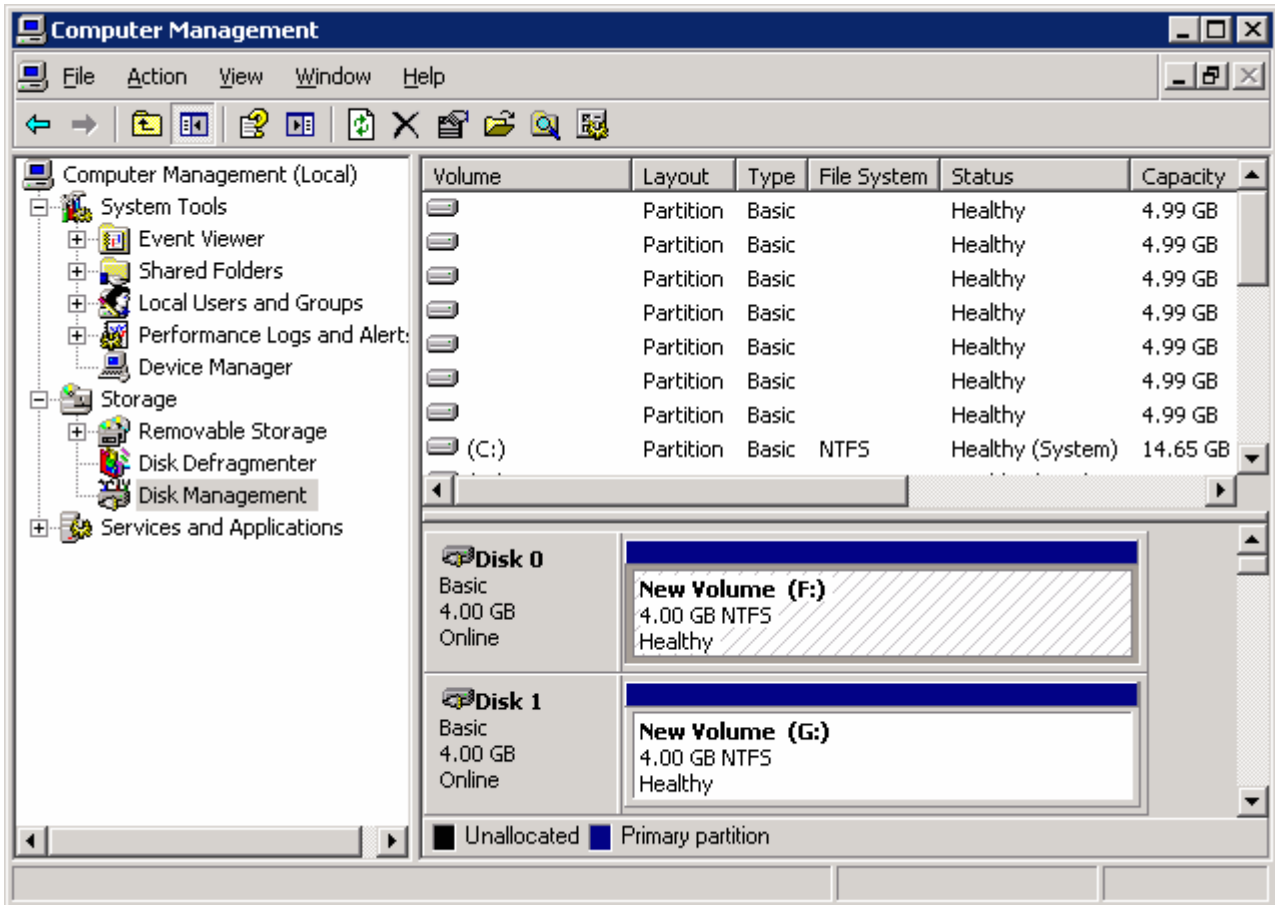 Computer Management
File Action View Window Help
Computer Management (Local)
System Tools
Event Viewer
Shared Folders
Local Users and Groups
Performance Logs and Alert
Device Manager
Storage
Removable Storage
Disk Defragmenter
Disk Management
Services and Applications
Volume Layout Type File System Status Capacity
Partition Basic Healthy 4.99 GB
Partition Basic Healthy 4.99 GB
Partition Basic Healthy 4.99 GB
Partition Basic Healthy 4.99 GB
Partition Basic Healthy 4.99 GB
Partition Basic Healthy 4.99 GB
Partition Basic Healthy 4.99 GB
(C:) Partition Basic NTFS Healthy (System) 14.65 GB
Disk 0
Basic
4.00 GB
Online
New Volume (F:)
4.00 GB NTFS
Healthy
Disk 1
Basic
4.00 GB
Online
New Volume (G:)
4.00 GB NTFS
Healthy
Unallocated Primary partition